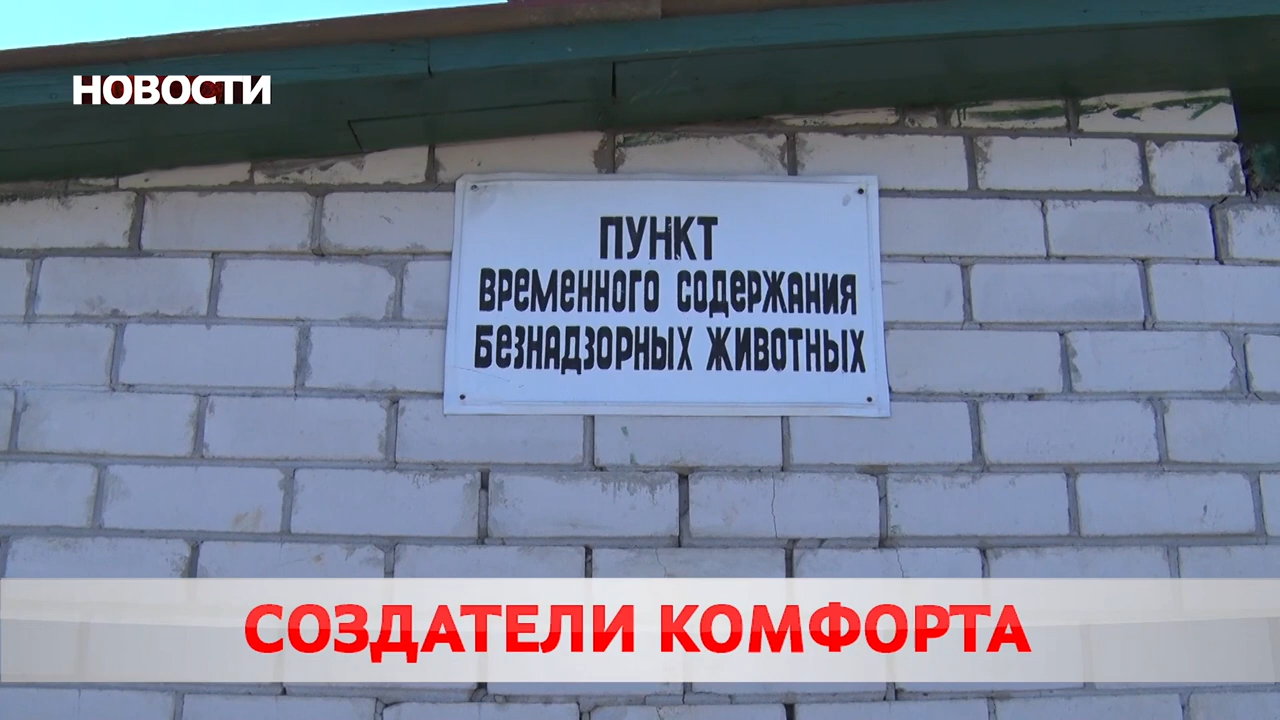 НОВОСТИ
ПУНКТ
ВРЕМЕННОГО СОДЕРЖАНИЯ
БЕЗНАДЗОРНЫХ ЖИВОТНЫХ
СОЗДАТЕЛИ КОМФОРТА